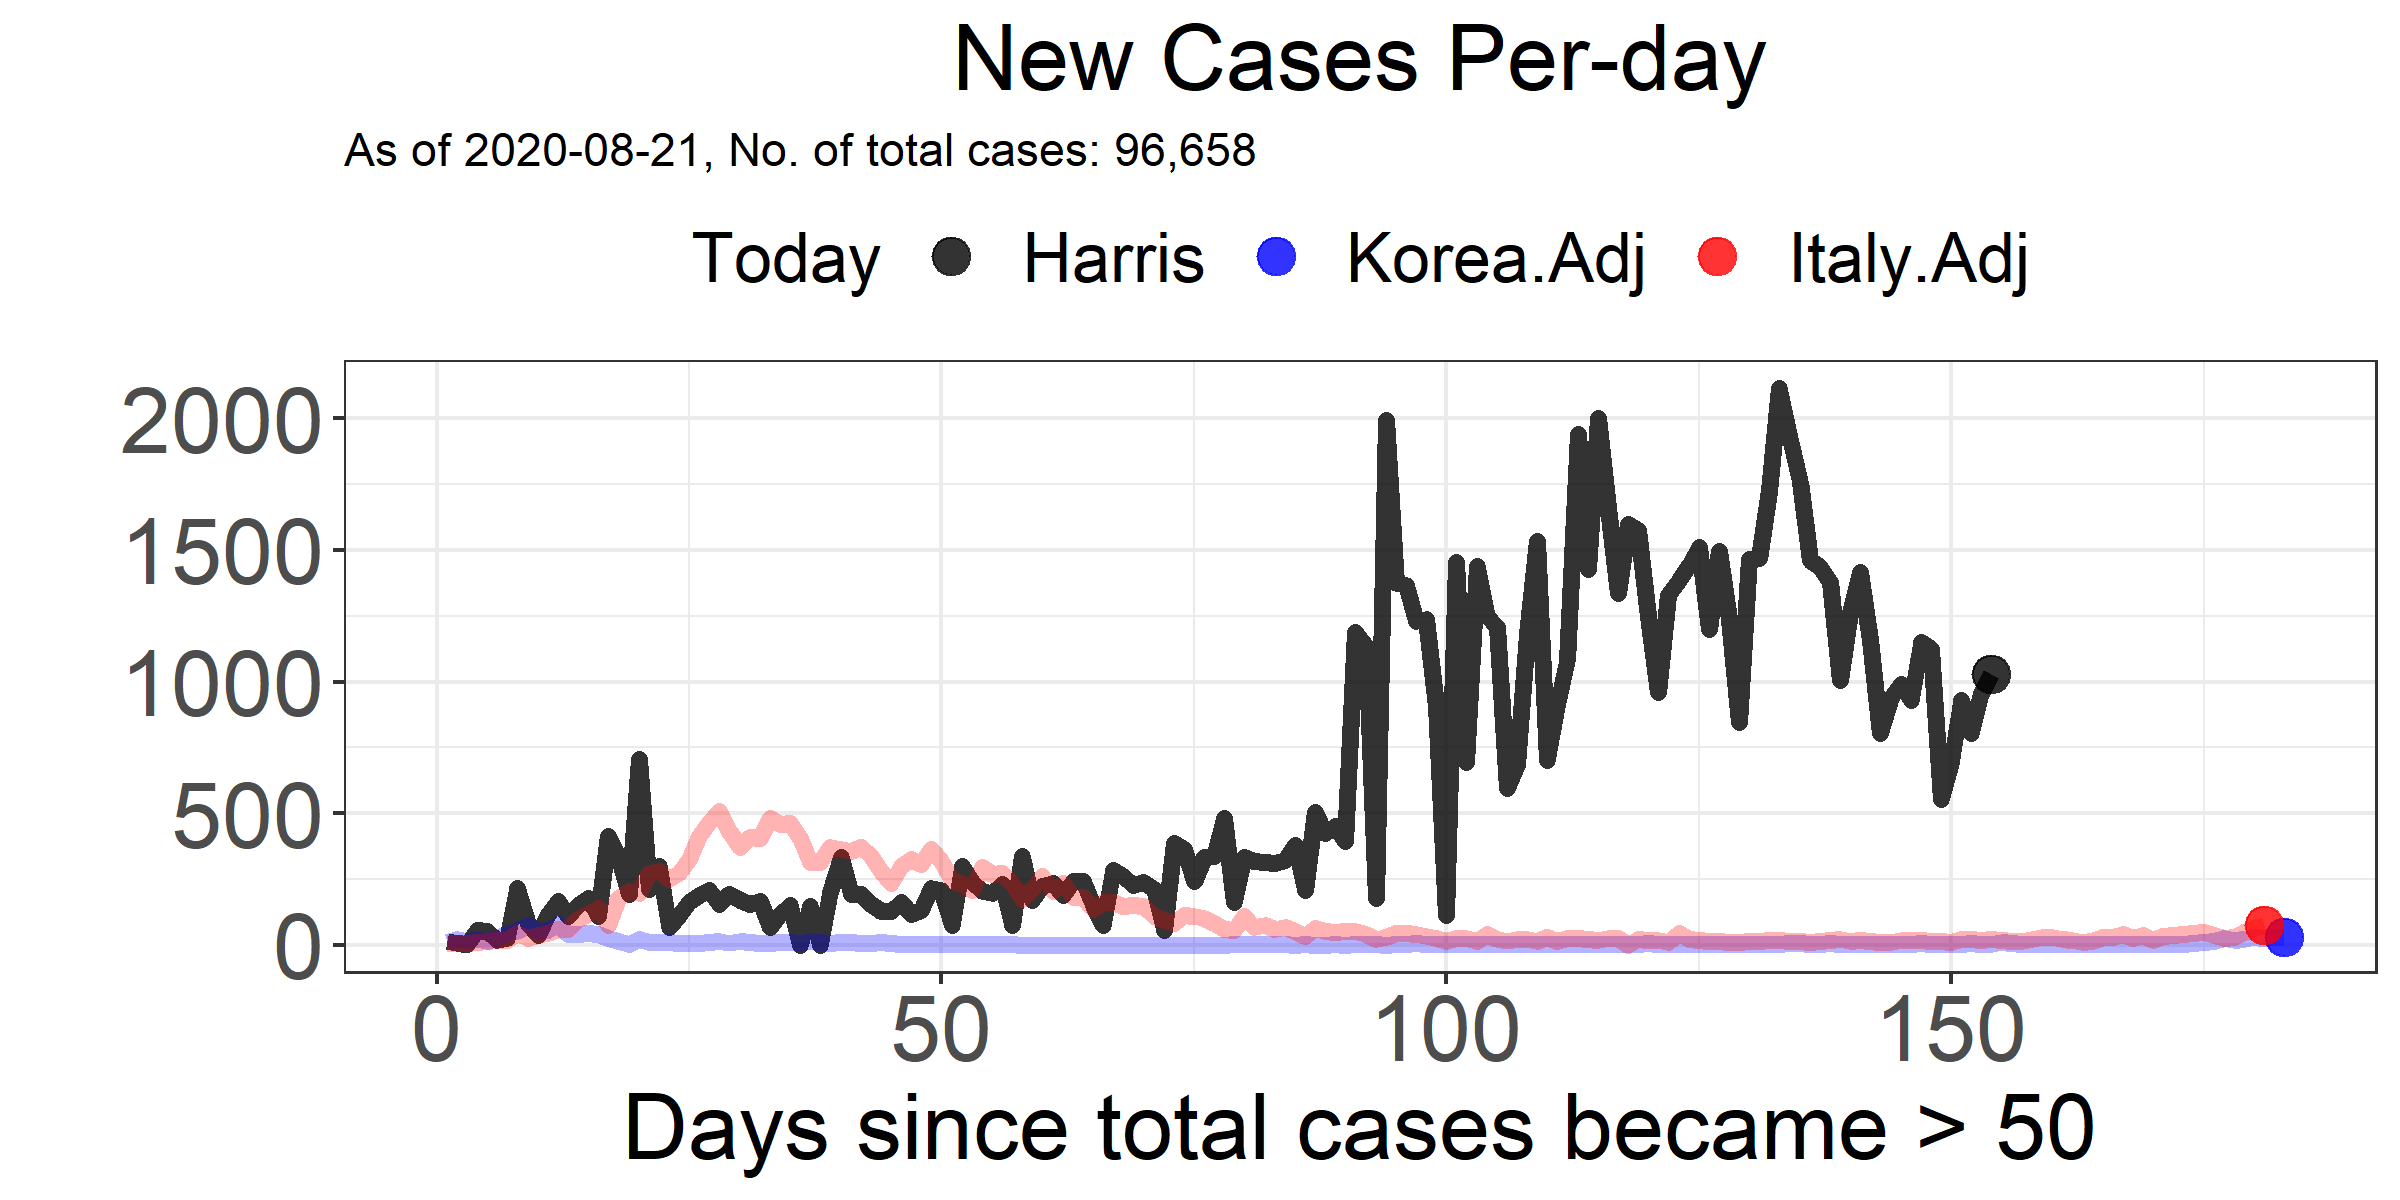 New Cases Per-day
As of 2020-08-21, No. of total cases: 96,658
Today Harris Korea.Adj Italy.Adj
2000
1500
1000
500
0
0 50 100 150
Days since total cases became > 50